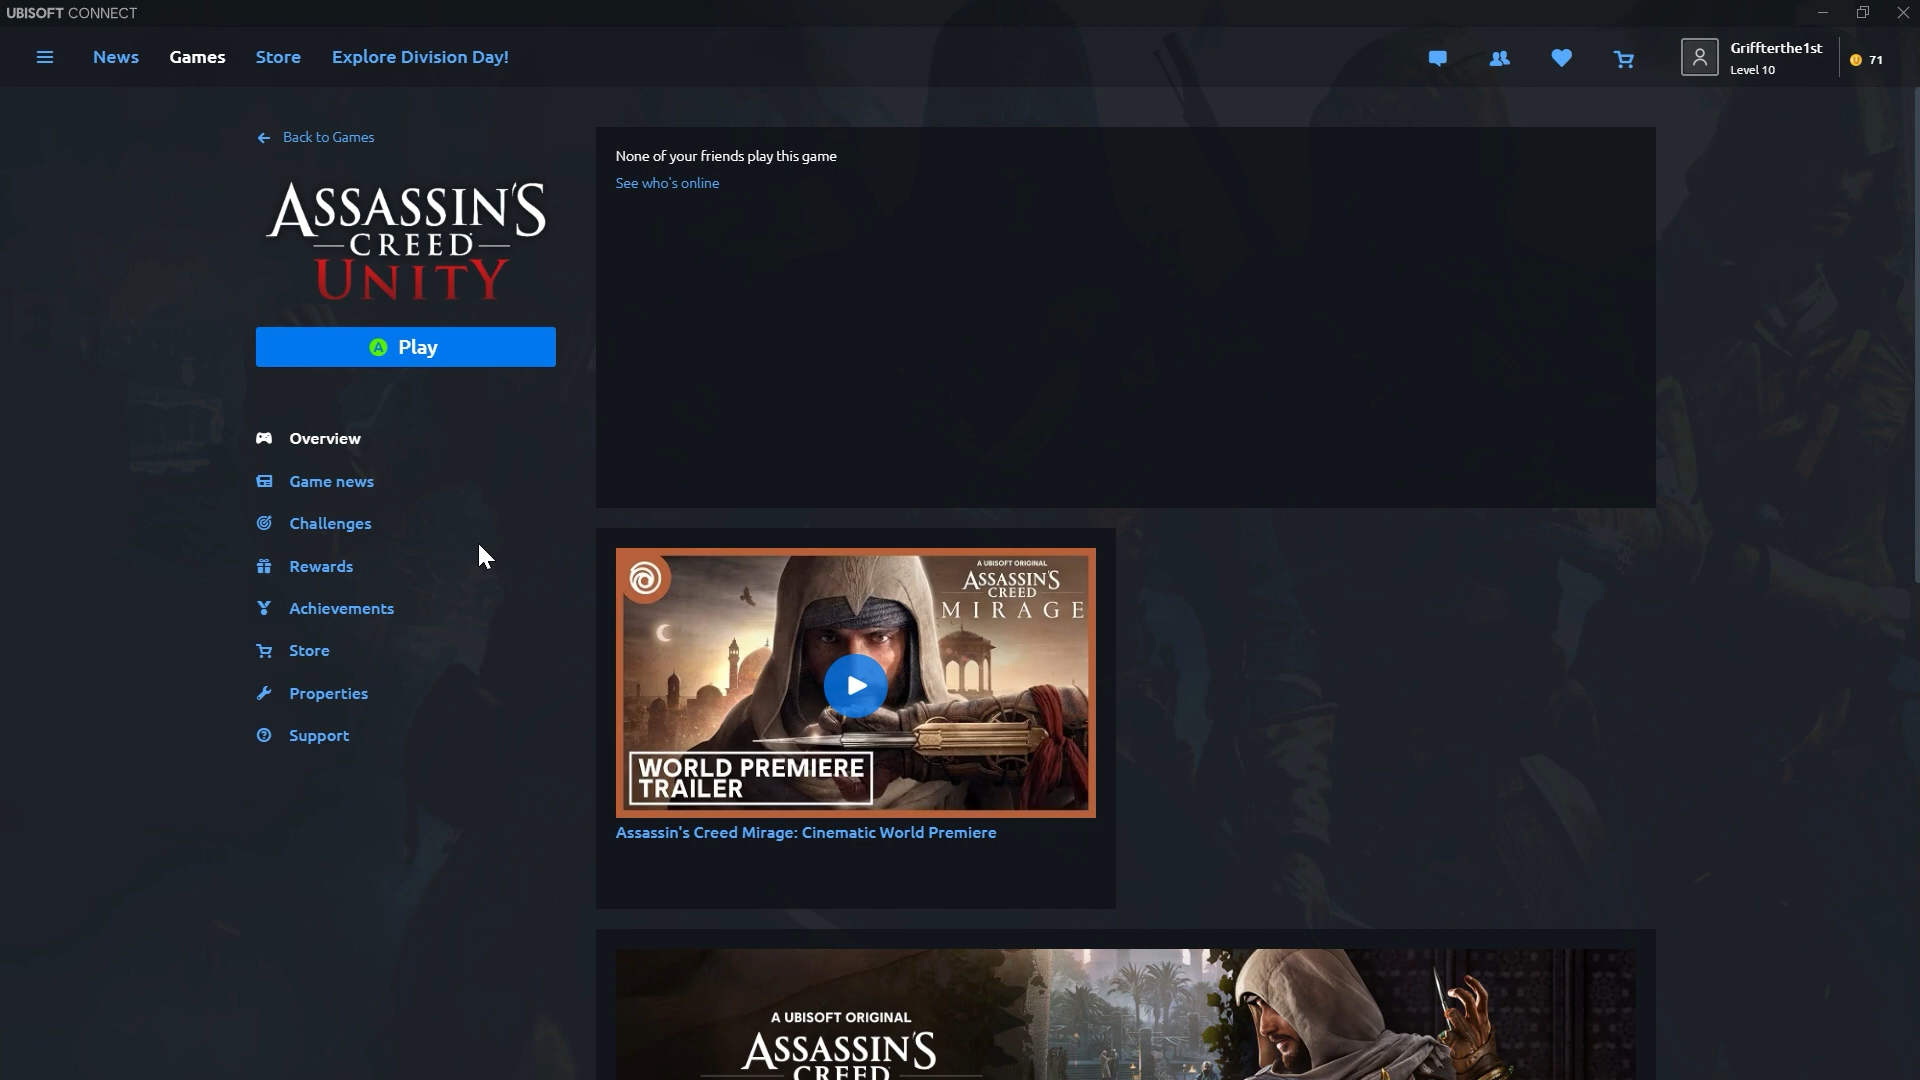 UBISOFT CONNECT
News
Games
Store
Explore Division Day!
Griffterthe1st
Level 10
71
Back to Games
ASSASSIN'S
CREED
UNITY
A Play
Overview
Game news
Challenges
Rewards
Achievements
Store
Properties
Support
None of your friends play this game
See who's online
A UBISOFT ORIGINAL
ASSASSIN'S
CREED
MIRAGE
WORLD PREMIERE
TRAILER
Assassin's Creed Mirage: Cinematic World Premiere
A UBISOFT ORIGINAL
ASSASSIN'S
CREED